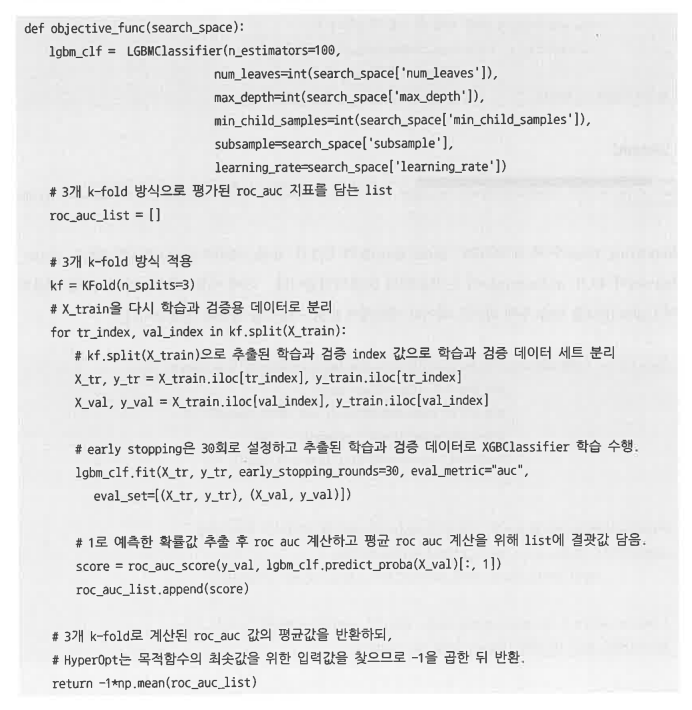 def objective_func(search_space):
    lgbm_clf =  LGBMClassifier(n_estimators=100,
                               num_leaves=int(search_space['num_leaves']),
                               max_depth=int(search_space['max_depth']),
                               min_child_samples=int(search_space['min_child_samples']),
                               subsample=search_space['subsample'],
                               learning_rate=search_space['learning_rate'])
    # 3개 k-fold 방식으로 평가된 roc_auc 지표를 담는 list
    roc_auc_list = []
    # 3개 k-fold 방식 적용
    kf = KFold(n_splits=3)
    # X_train을 다시 학습과 검증용 데이터로 분리
    for tr_index, val_index in kf.split(X_train):
        # kf.split(X_train)으로 추출된 학습과 검증 index 값으로 학습과 검증 데이터 세트 분리
        X_tr, y_tr = X_train.iloc[tr_index], y_train.iloc[tr_index]
        X_val, y_val = X_train.iloc[val_index], y_train.iloc[val_index]
        # early stopping은 30회로 설정하고 추출된 학습과 검증 데이터로 XGBClassifier 학습 수행.
        lgbm_clf.fit(X_tr, y_tr, early_stopping_rounds=30, eval_metric="auc",
           eval_set=[(X_tr, y_tr), (X_val, y_val)])
        # 1로 예측한 확률값 추출 후 roc auc 계산하고 평균 roc auc 계산을 위해 list에 결괏값 담음.
        score = roc_auc_score(y_val, lgbm_clf.predict_proba(X_val)[:, 1])
        roc_auc_list.append(score)
    # 3개 k-fold로 계산된 roc_auc 값의 평균값을 반환하되,
    # HyperOpt는 목적함수의 최솟값을 위한 입력값을 찾으므로 -1을 곱한 뒤 반환.
    return -1*np.mean(roc_auc_list)